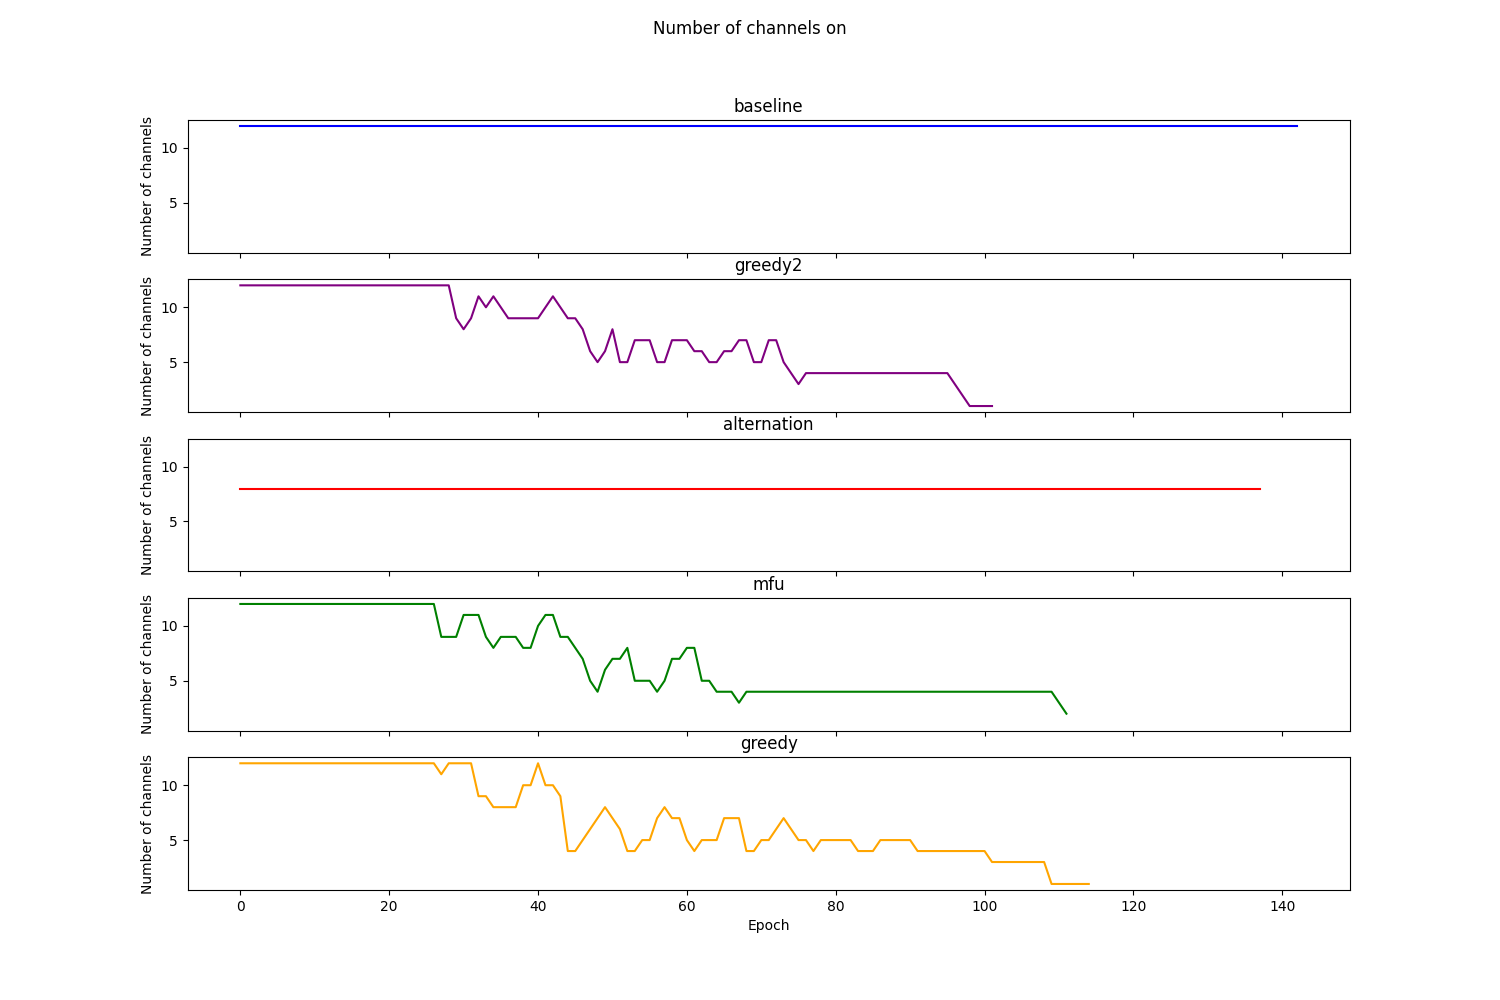 Number of channels on
baseline
Number of channels
10
5
greedy2
Number of channels
10
5
alternation
Number of channels
10
5
mfu
Number of channels
10
5
greedy
Number of channels
10
5
0 20 40 60 80 100 120 140
Epoch